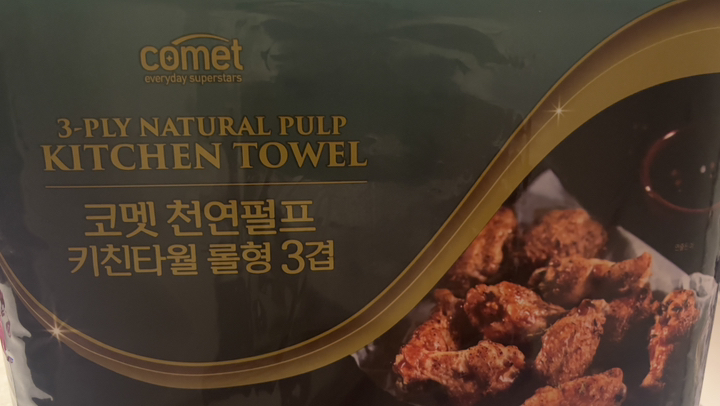 comet
everyday superstars
3-PLY NATURAL PULP
KITCHEN TOWEL
코멧 천연펄프
키친타월 롤형 3겹